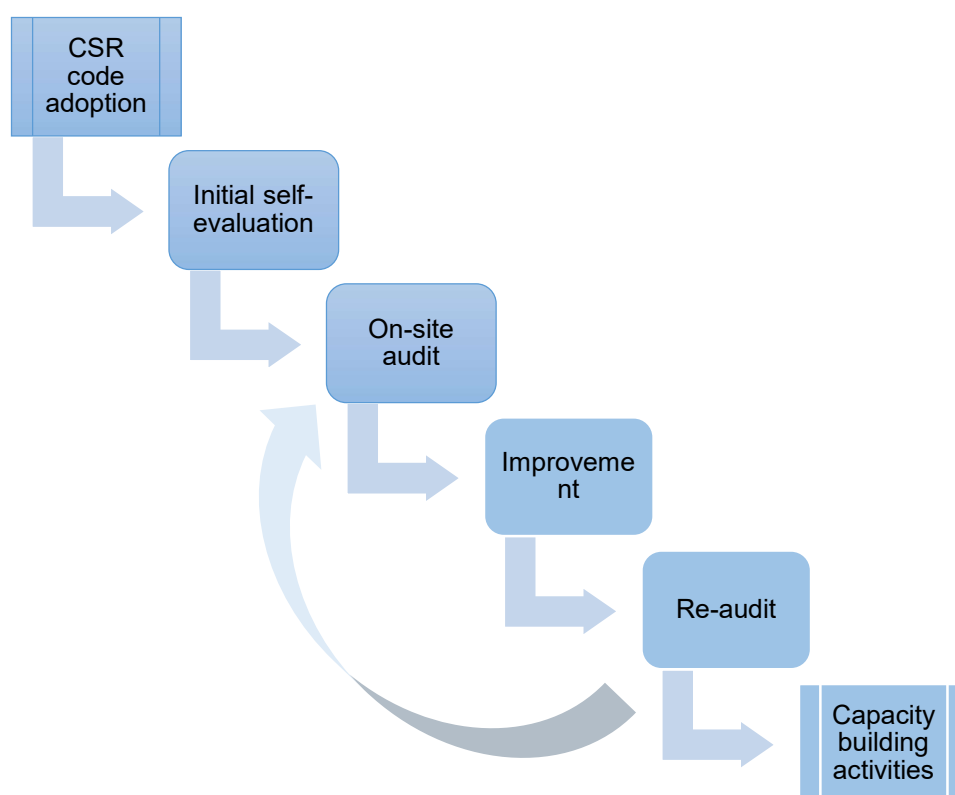 CSR
code
adoption
Initial self-
evaluation
On-site
audit
Improveme
nt
Re-audit
Capacity
building
activities